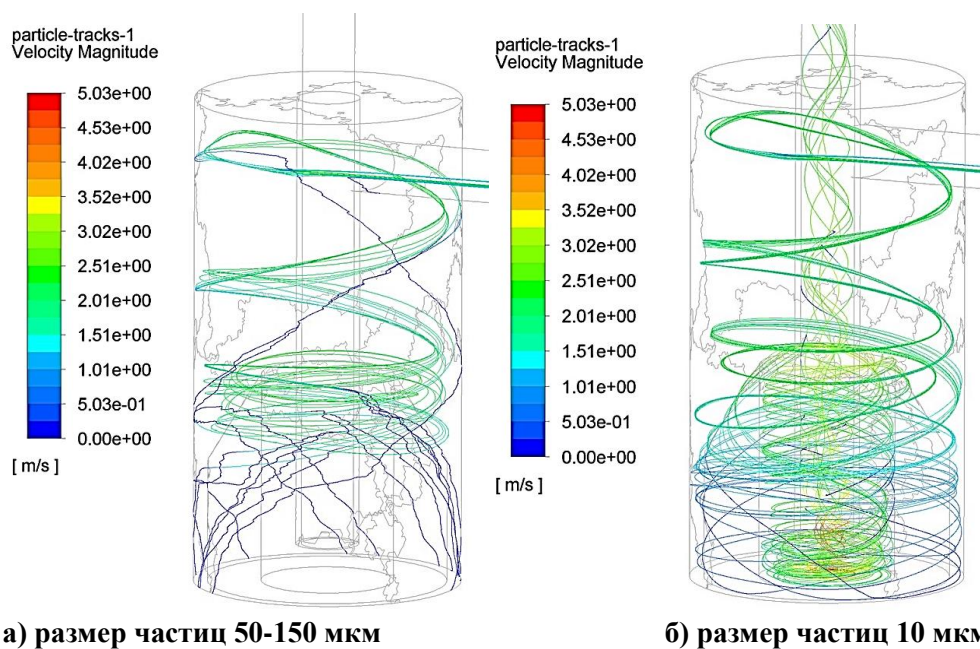 particle-tracks-1
Velocity Magnitude
5.03e+00
4.53e+00
4.02e+00
3.52e+00
3.02e+00
2.51e+00
2.01e+00
1.51e+00
1.01e+00
5.03e-01
0.00e+00
[ m/s ]
particle-tracks-1
Velocity Magnitude
5.03e+00
4.53e+00
4.02e+00
3.52e+00
3.02e+00
2.51e+00
2.01e+00
1.51e+00
1.01e+00
5.03e-01
0.00e+00
[ m/s ]
а) размер частиц 50-150 мкм
б) размер частиц 10 мкм